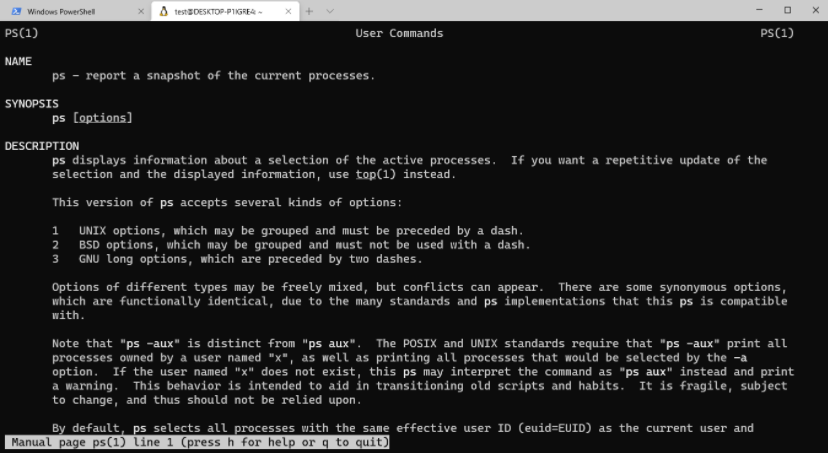 Windows PowerShell
test@DESKTOP-P1IGRE4: ~
PS(1) User Commands PS(1)
NAME
ps - report a snapshot of the current processes.
SYNOPSIS
ps [options]
DESCRIPTION
ps displays information about a selection of the active processes. If you want a repetitive update of the
selection and the displayed information, use top(1) instead.
This version of ps accepts several kinds of options:
1 UNIX options, which may be grouped and must be preceded by a dash.
2 BSD options, which may be grouped and must not be used with a dash.
3 GNU long options, which are preceded by two dashes.
Options of different types may be freely mixed, but conflicts can appear. There are some synonymous options,
which are functionally identical, due to the many standards and ps implementations that this ps is compatible
with.
Note that "ps -aux" is distinct from "ps aux". The POSIX and UNIX standards require that "ps -aux" print all
processes owned by a user named "x", as well as printing all processes that would be selected by the -a
option. If the user named "x" does not exist, this ps may interpret the command as "ps aux" instead and print
a warning. This behavior is intended to aid in transitioning old scripts and habits. It is fragile, subject
to change, and thus should not be relied upon.
By default, ps selects all processes with the same effective user ID (euid=EUID) as the current user and
Manual page ps(1) line 1 (press h for help or q to quit)